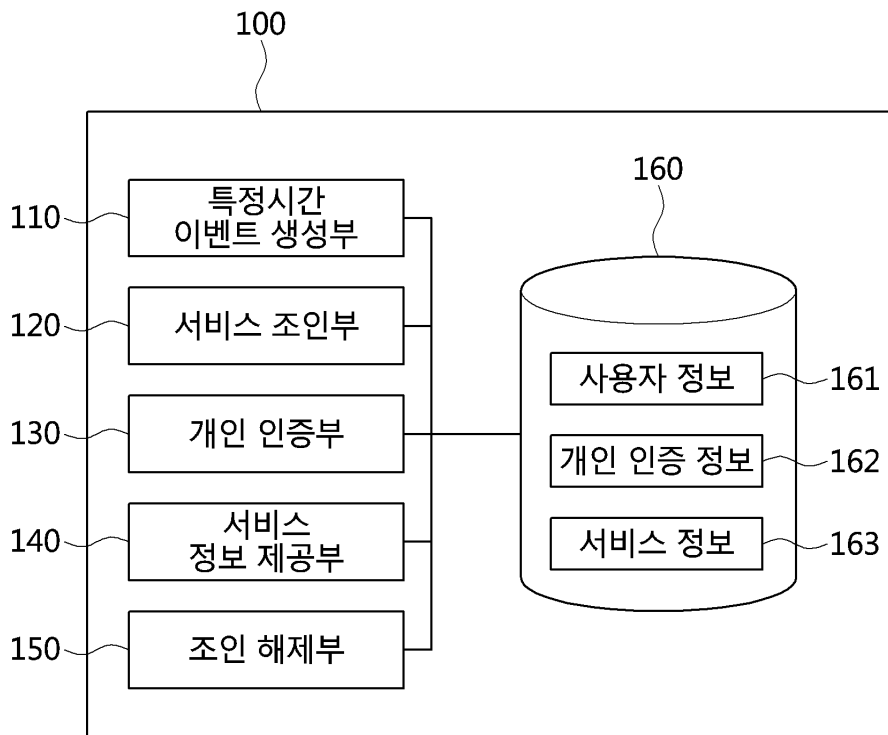 100
110
특정시간
이벤트 생성부
120
서비스 조인부
130
개인 인증부
140
서비스
정보 제공부
150
조인 해제부
160
사용자 정보
161
개인 인증 정보
162
서비스 정보
163